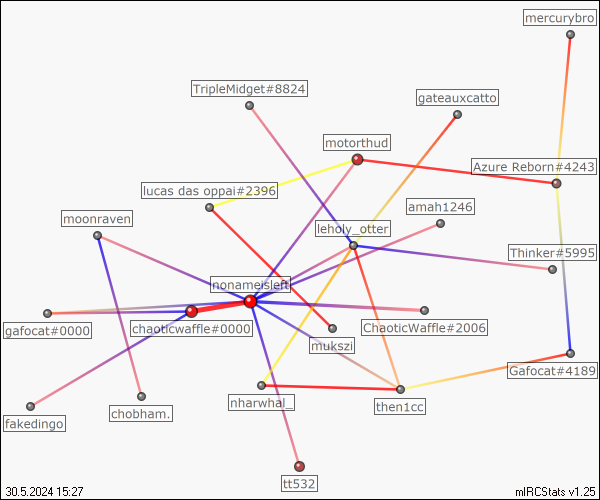 mercurybro
TripleMidget#8824
gateauxcatto
motorthud
Azure Reborn#4243
lucas das oppai#2396
moonraven
amah1246
leholy_otter
Thinker#5995
nonameisleft
gafocat#0000
chaoticwaffle#0000
ChaoticWaffle#2006
mukszi
Gafocat#4189
nharwhal_
then1cc
fakedingo
chobham.
tt532
30.5.2024 15:27
mIRCStats v1.25